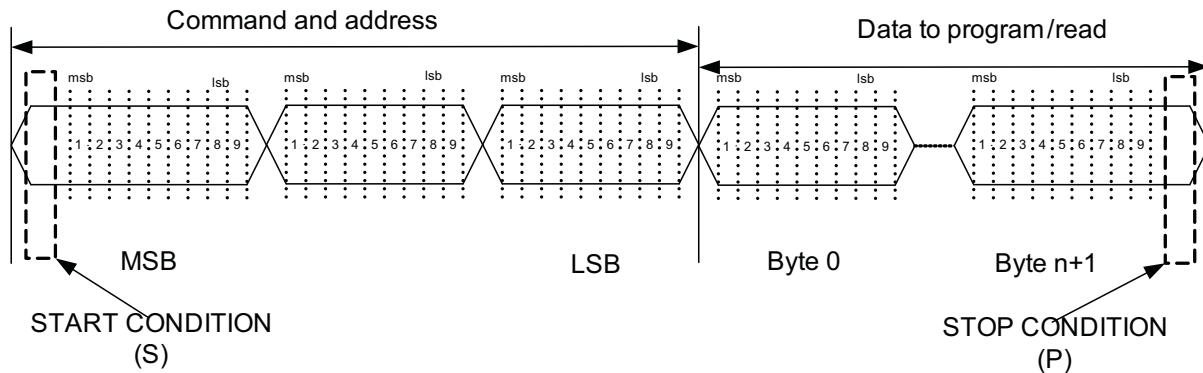 Command and address
Data to program/read
msb lsb msb lsb msb lsb msb lsb msb lsb
1 2 3 4 5 6 7 8 9 1 2 3 4 5 6 7 8 9 1 2 3 4 5 6 7 8 9 1 2 3 4 5 6 7 8 9 1 2 3 4 5 6 7 8 9
MSB LSB Byte 0 Byte n+1
START CONDITION
(S)
STOP CONDITION
(P)